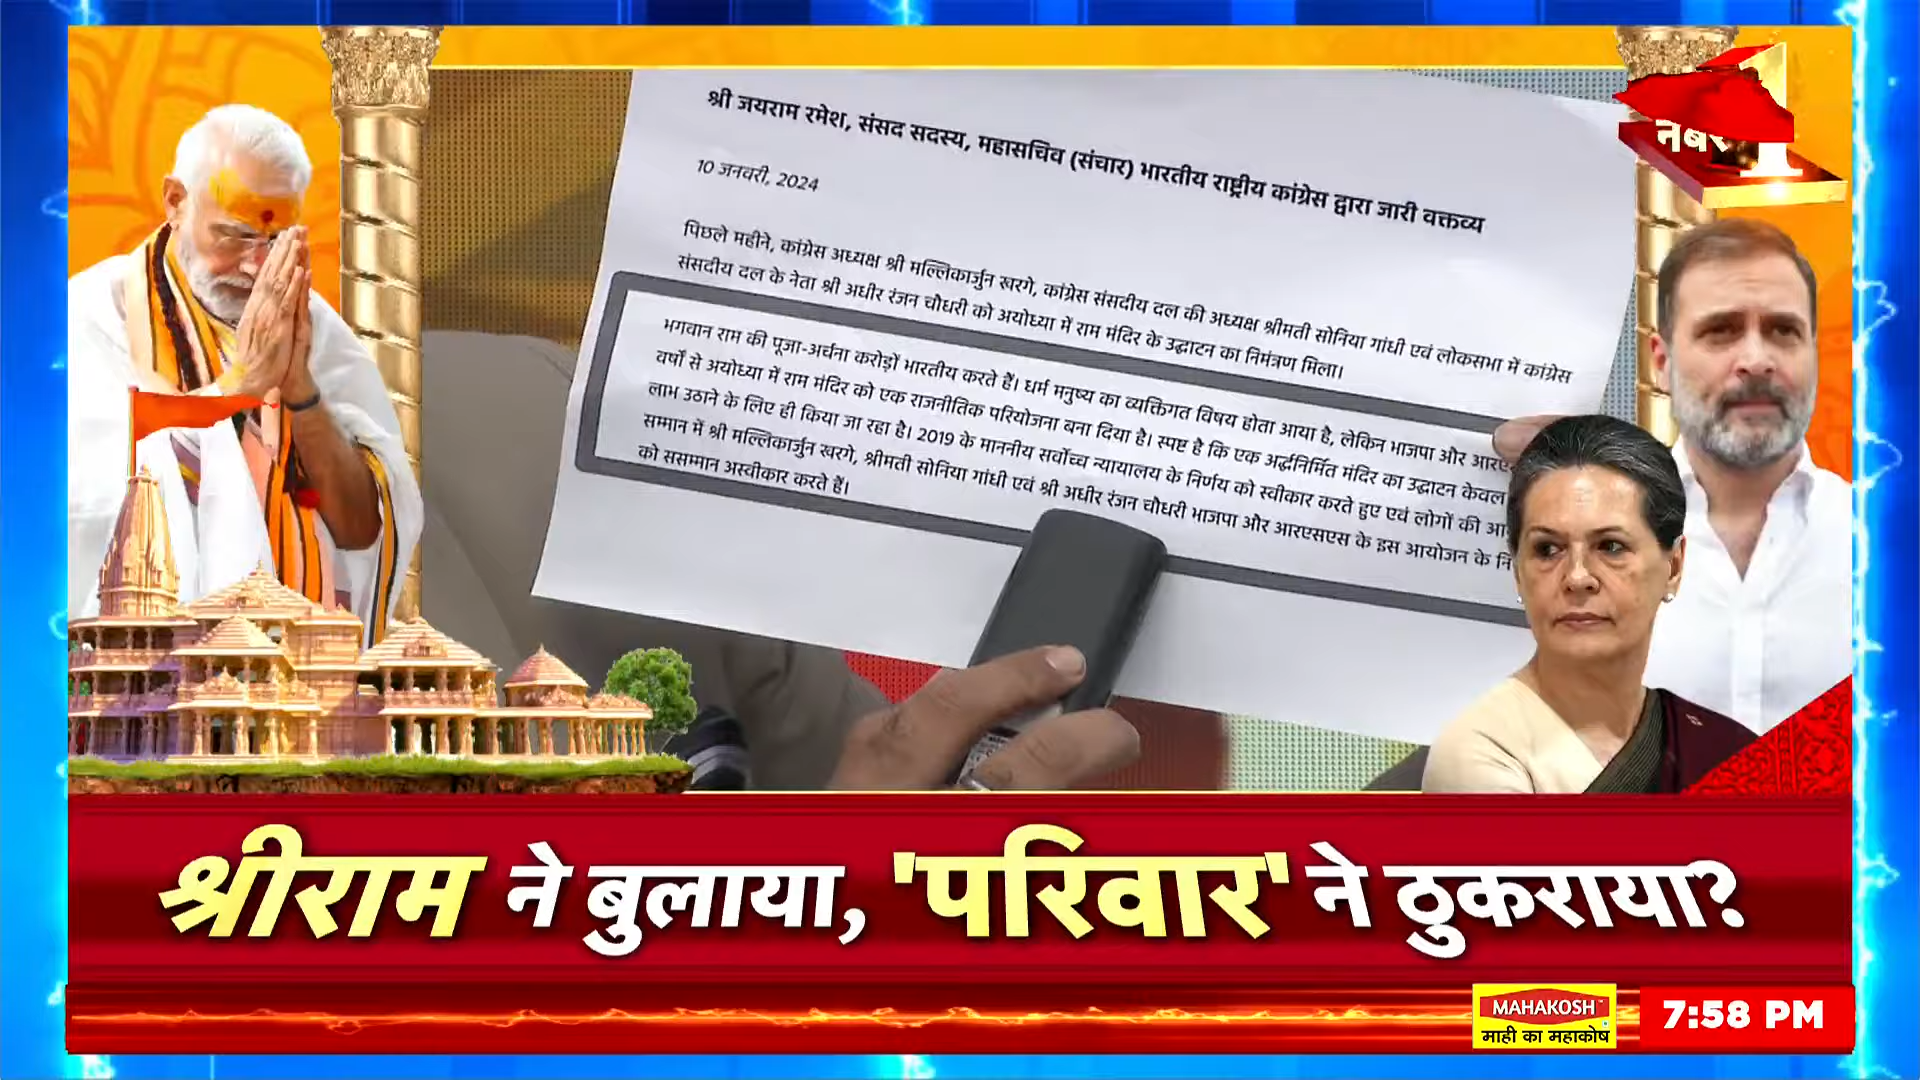 श्री जयराम रमेश, संसद सदस्य, महासचिव (संचार) भारतीय राष्ट्रीय कांग्रेस द्वारा जारी वक्तव्य
10 जनवरी, 2024
पिछले महीने, कांग्रेस अध्यक्ष श्री मल्लिकार्जुन खरगे, कांग्रेस संसदीय दल की अध्यक्ष श्रीमती सोनिया गांधी एवं लोकसभा में कांग्रेस
संसदीय दल के नेता श्री अधीर रंजन चौधरी को अयोध्या में राम मंदिर के उद्घाटन का निमंत्रण मिला।
भगवान राम की पूजा-अर्चना करोड़ों भारतीय करते हैं। धर्म मनुष्य का व्यक्तिगत विषय होता आया है, लेकिन भाजपा और
वर्षों से अयोध्या में राम मंदिर को एक राजनीतिक परियोजना बना दिया है। स्पष्ट है कि एक अर्द्धनिर्मित मंदिर का उद्घाटन केवल
लाभ उठाने के लिए ही किया जा रहा है। 2019 के माननीय सर्वोच्च न्यायालय के निर्णय को स्वीकार करते हुए एवं लोगों की
सम्मान में श्री मल्लिकार्जुन खरगे, श्रीमती सोनिया गांधी एवं श्री अधीर रंजन चौधरी भाजपा और आरएसएस के इस आयोजन के
को ससम्मान अस्वीकार करते हैं।
श्रीराम ने बुलाया, 'परिवार' ने ठुकराया?
MAHAKOSH
माही का महाकोष
7:58 PM